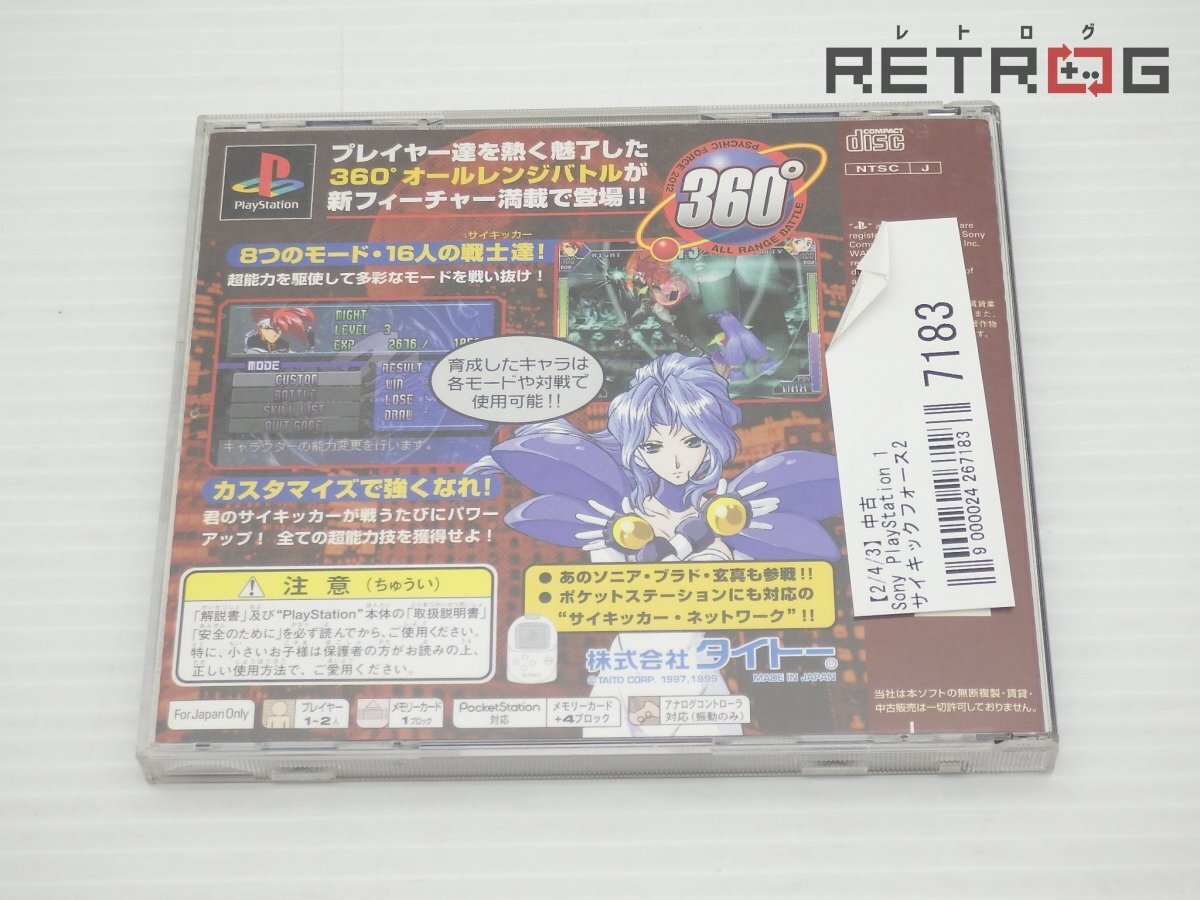 レトログ
RETROG
PlayStation
プレイヤー達を熱く魅了した
360°オールレンジバトルが
新フィーチャー満載で登場!!
PSYCHIC FORCE 2012
360°
ALL RANGE BATTLE
COMPACT
disc
NTSC J
サイキッカー
8つのモード・16人の戦士達!
超能力を駆使して多彩なモードを戦い抜け!
MIGHT
LEVEL 3
EXP 2676 /
MODE
CUSTOM
BATTLE
SKILL LIST
QUIT GAME
RESULT
WIN
LOSE
DRAW
キャラクターの能力変更を行います。
育成したキャラは
各モードや対戦で
使用可能!!
カスタマイズで強くなれ!
君のサイキッカーが戦うたびにパワー
アップ! 全ての超能力技を獲得せよ!
注意(ちゅうい)
「解説書」及び“PlayStation”本体の「取扱説明書」
「安全のために」を必ず読んでから、ご使用ください。
特に、小さいお子様は保護者の方がお読みの上、
正しい使用方法で、ご愛用ください。
● あのソニア・ブラド・玄真も参戦!!
● ポケットステーションにも対応の
“サイキッカー・ネットワーク”!!
SONY
株式会社 タイトー
©TAITO CORP. 1997,1999
MADE IN JAPAN
For Japan Only
プレイヤー
1~2人
メモリーカード
1ブロック
PocketStation
対応
メモリーカード
+4ブロック
アナログコントローラ
対応(振動のみ)
当社は本ソフトの無断複製・賃貸・
中古販売は一切許可しておりません。
【2/4/3】中古
Sony PlayStation 1
サイキックフォース2
9 000024 267183
7183